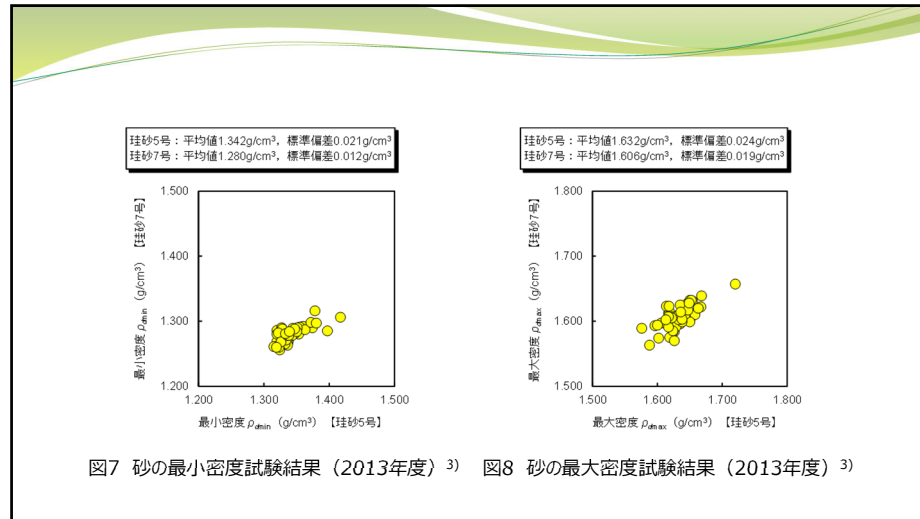 珪砂5号：平均値1.342g/cm³，標準偏差0.021g/cm³
珪砂7号：平均値1.280g/cm³，標準偏差0.012g/cm³
1.500
1.400
1.300
1.200
1.200
1.300
1.400
1.500
最小密度 ρdmin（g/cm³）【珪砂7号】
最小密度 ρdmin（g/cm³）【珪砂5号】
図7 砂の最小密度試験結果（2013年度）³⁾
珪砂5号：平均値1.632g/cm³，標準偏差0.024g/cm³
珪砂7号：平均値1.606g/cm³，標準偏差0.019g/cm³
1.800
1.700
1.600
1.500
1.500
1.600
1.700
1.800
最大密度 ρdmax（g/cm³）【珪砂7号】
最大密度 ρdmax（g/cm³）【珪砂5号】
図8 砂の最大密度試験結果（2013年度）³⁾